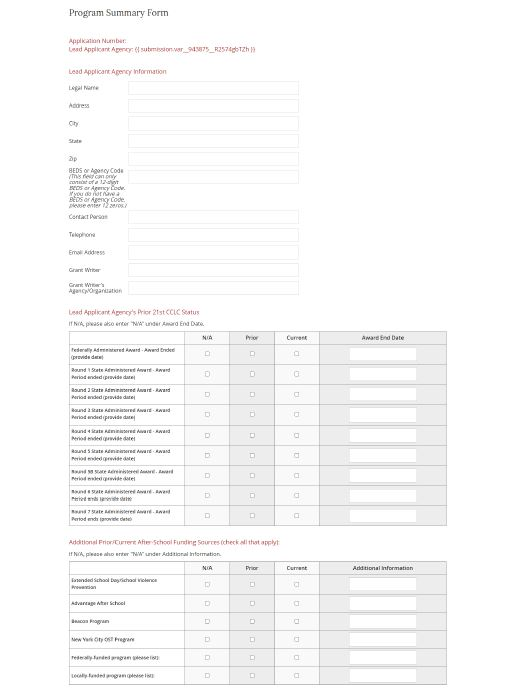 Program Summary Form
Application Number:
Lead Applicant Agency: {{ submission.var__943875__R2574gbTZh }}
Lead Applicant Agency Information
Legal Name
Address
City
State
Zip
BEDS or Agency Code
(This field can only
consist of a 12-digit
BEDS or Agency Code.
If you do not have a
BEDS or Agency Code,
please enter 12 zeros.)
Contact Person
Telephone
Email Address
Grant Writer
Grant Writer's
Agency/Organization
Lead Applicant Agency's Prior 21st CCLC Status
If N/A, please also enter "N/A" under Award End Date.
N/A Prior Current Award End Date
Federally Administered Award - Award Ended
(provide date)
Round 1 State Administered Award - Award
Period ended (provide date)
Round 2 State Administered Award - Award
Period ended (provide date)
Round 3 State Administered Award - Award
Period ended (provide date)
Round 4 State Administered Award - Award
Period ended (provide date)
Round 5 State Administered Award - Award
Period ended (provide date)
Round 5B State Administered Award - Award
Period ended (provide date)
Round 6 State Administered Award - Award
Period ends (provide date)
Round 7 State Administered Award - Award
Period ends (provide date)
Additional Prior/Current After-School Funding Sources (check all that apply):
If N/A, please also enter "N/A" under Additional Information.
N/A Prior Current Additional Information
Extended School Day/School Violence
Prevention
Advantage After School
Beacon Program
New York City OST Program
Federally-funded program (please list):
Locally-funded program (please list):